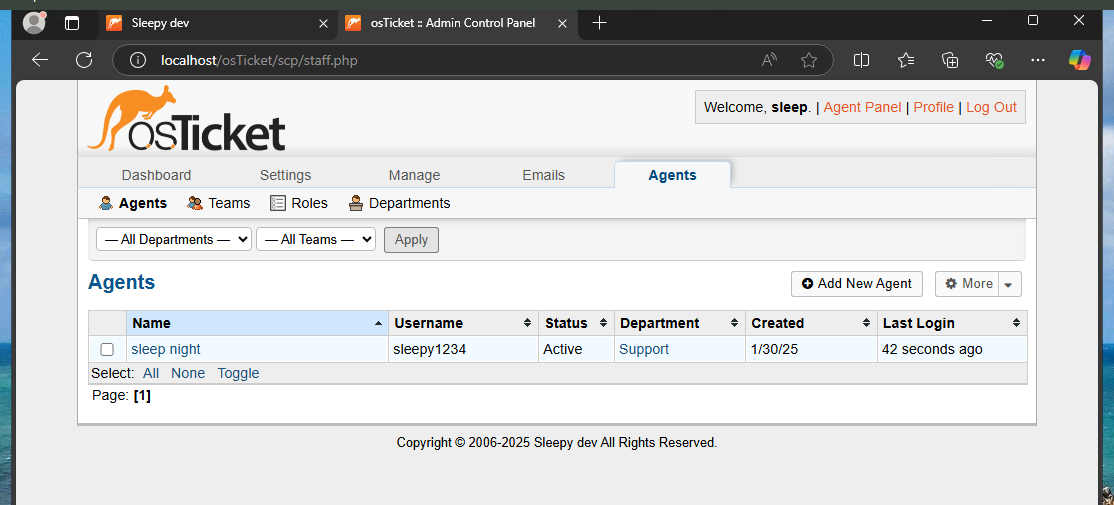 Sleepy dev
osTicket :: Admin Control Panel
localhost/osTicket/scp/staff.php
osTicket
Welcome, sleep. | Agent Panel | Profile | Log Out
Dashboard Settings Manage Emails Agents
Agents Teams Roles Departments
— All Departments — — All Teams — Apply
Agents
Add New Agent More
Name Username Status Department Created Last Login
sleep night sleepy1234 Active Support 1/30/25 42 seconds ago
Select: All None Toggle
Page: [1]
Copyright © 2006-2025 Sleepy dev All Rights Reserved.